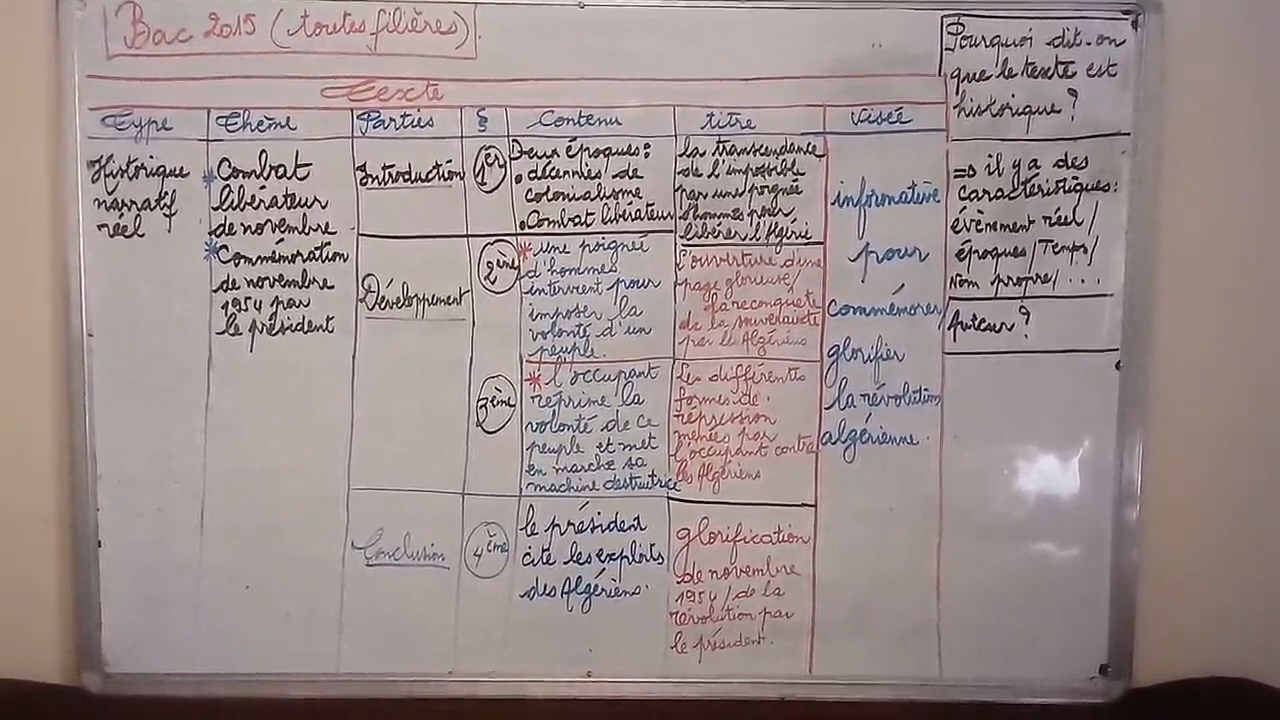 Bac 2015 (toutes filières)
Texte
Type
Thème
Parties
§
Contenu
titre
visée
Historique
narratif
réel
* Combat
libérateur
de novembre
* Commémoration
de novembre
1954 par
le président
Introduction
1er
Deux époques:
• décennies de
colonialisme
• Combat libérateur
la transcendance
de l'impossible
par une poignée
d'hommes pour
libérer l'Algérie
Développement
2ème
* une poignée
d'hommes
intervient pour
imposer la
volonté d'un
peuple.
l'ouverture d'une
page glorieuse/
la reconquête
de la souveraineté
par les Algériens
3ème
* l'occupant
réprime la
volonté de ce
peuple et met
en marche sa
machine destructrice
les différentes
formes de
répression
menées par
l'occupant contre
les Algériens
Conclusion
4ème
le président
cite les exploits
des Algériens.
glorification
de novembre
1954 / de la
révolution par
le président.
informative
pour
commémorer/
glorifier
la révolution
algérienne.
Pourquoi dit-on
que le texte est
historique?
=> il y a des
caractéristiques:
évènement réel/
époques/Temps/
Nom propre/...
Auteur?